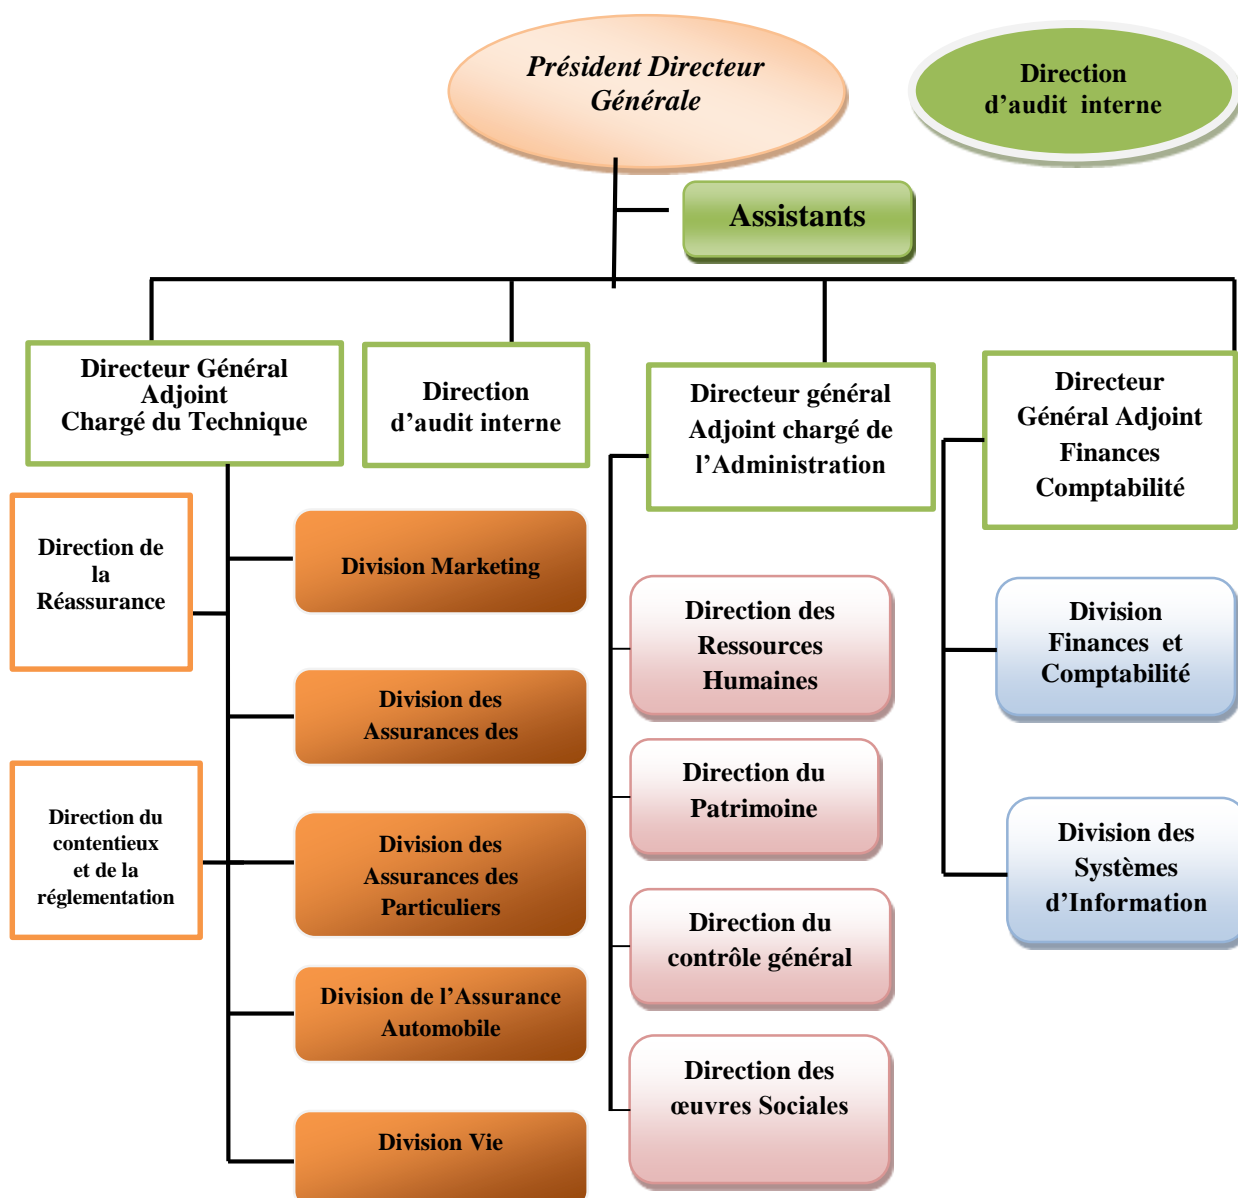 Président Directeur
Générale
Direction
d'audit  interne
Assistants
Directeur Général
Adjoint
Chargé du Technique
Direction
d'audit interne
Directeur général
Adjoint chargé de
l'Administration
Directeur
Général Adjoint
Finances
Comptabilité
Direction de
la
Réassurance
Division Marketing
Direction des
Ressources
Humaines
Division
Finances  et
Comptabilité
Division des
Assurances des
Direction du
Patrimoine
Direction du
contentieux
et de la
réglementation
Division des
Assurances des
Particuliers
Division des
Systèmes
d'Information
Direction du
contrôle général
Division de l'Assurance
Automobile
Direction des
œuvres Sociales
Division Vie